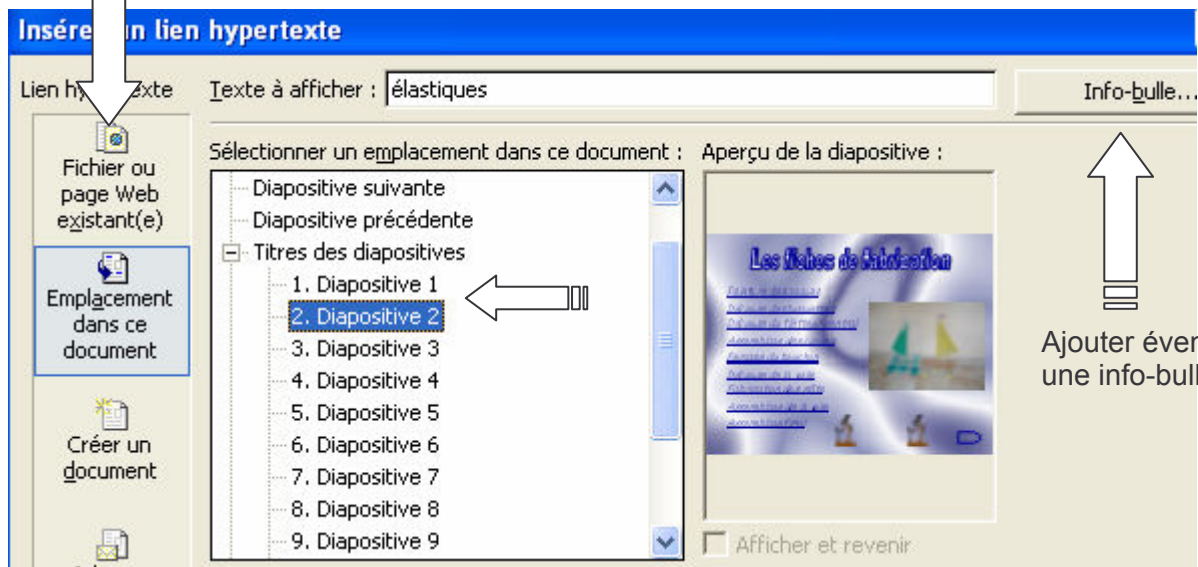 Insére un lien hypertexte
Lien hy exte
Texte à afficher : élastiques
Info-bulle...
Fichier ou
page Web
existant(e)
Emplacement
dans ce
document
Créer un
document
Sélectionner un emplacement dans ce document :
Diapositive suivante
Diapositive précédente
Titres des diapositives
1. Diapositive 1
2. Diapositive 2
3. Diapositive 3
4. Diapositive 4
5. Diapositive 5
6. Diapositive 6
7. Diapositive 7
8. Diapositive 8
9. Diapositive 9
Aperçu de la diapositive :
Les fiches de fabrication
Afficher et revenir
Ajouter éven
une info-bull